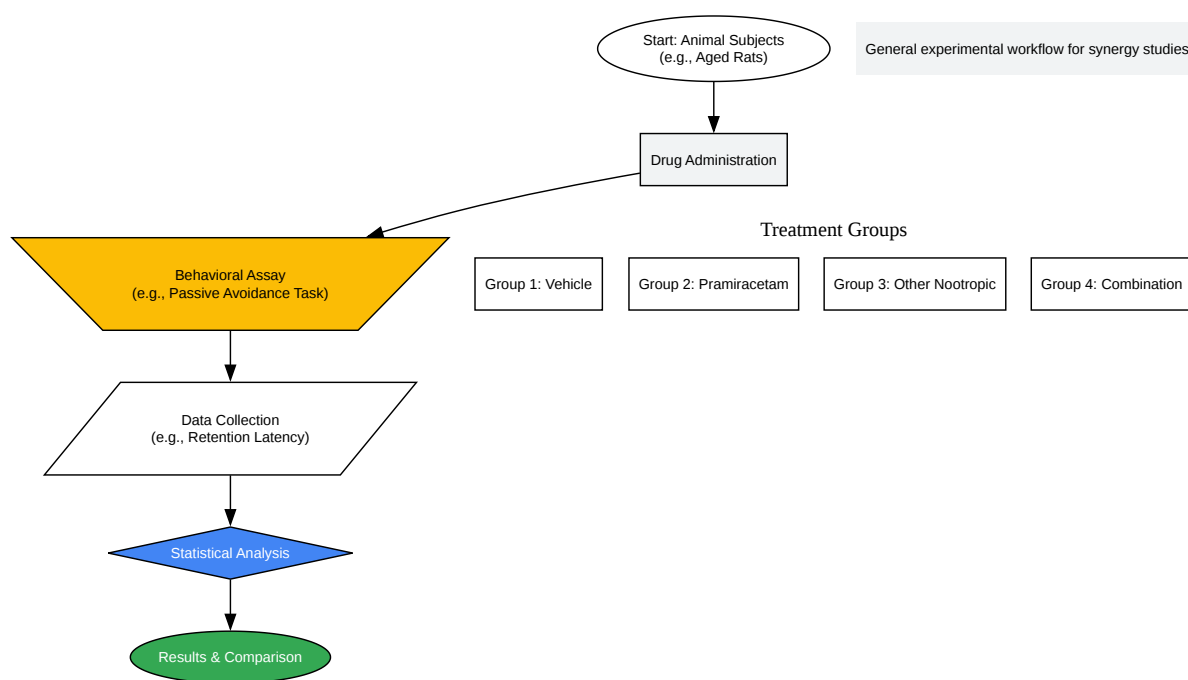 Start: Animal Subjects
(e.g., Aged Rats)
General experimental workflow for synergy studies
Drug Administration
Treatment Groups
Behavioral Assay
(e.g., Passive Avoidance Task)
Group 1: Vehicle
Group 2: Pramiracetam
Group 3: Other Nootropic
Group 4: Combination
Data Collection
(e.g., Retention Latency)
Statistical Analysis
Results & Comparison